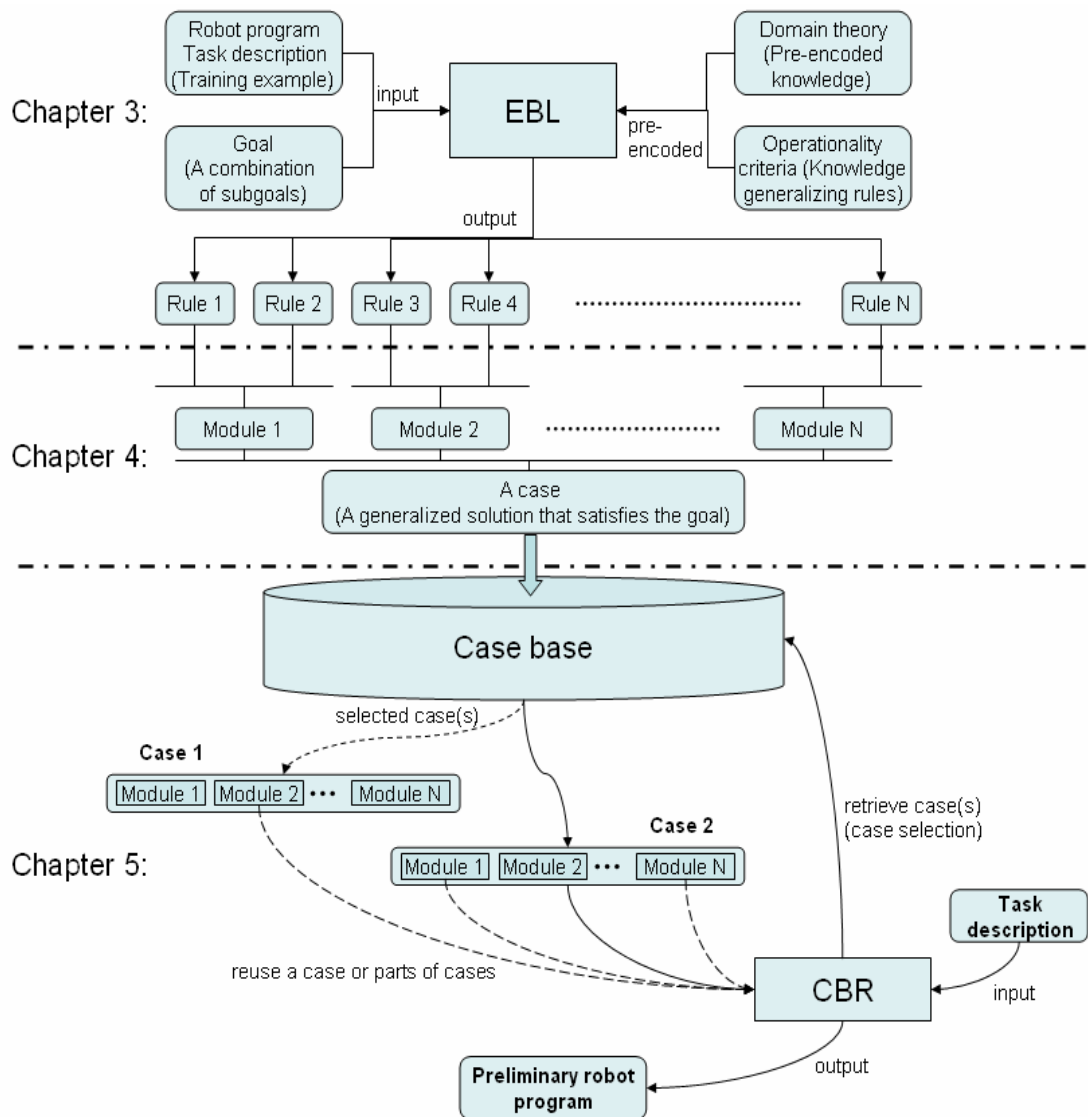 Robot program
Task description
(Training example)
Domain theory
(Pre-encoded
knowledge)
Chapter 3:
input
EBL
pre-
encoded
Goal
(A combination
of subgoals)
Operationality
criteria (Knowledge
generalizing rules)
output
Rule 1
Rule 2
Rule 3
Rule 4
Rule N
Chapter 4:
Module 1
Module 2
Module N
A case
(A generalized solution that satisfies the goal)
Case base
selected case(s)
Case 1
Module 1
Module 2
•••
Module N
retrieve case(s)
(case selection)
Case 2
Chapter 5:
Module 1
Module 2
•••
Module N
Task
description
reuse a case or parts of cases
CBR
input
output
Preliminary robot
program